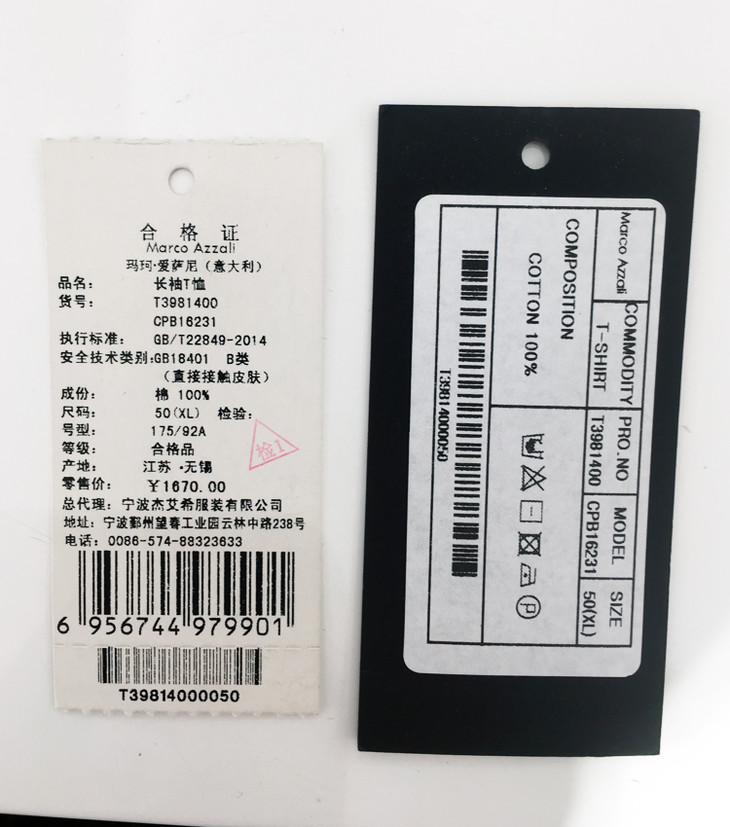 合格证
Marco Azzali
玛珂·爱萨尼（意大利）
品名： 长袖T恤
货号： T3981400
CPB16231
执行标准： GB/T22849-2014
安全技术类别:GB18401 B类
（直接接触皮肤）
成份： 棉 100%
尺码： 50(XL) 检验：
号型： 175/92A
检1
等级： 合格品
产地： 江苏·无锡
零售价： ￥1670.00
总代理：宁波杰艾希服装有限公司
地址：宁波鄞州望春工业园云林中路238号
电话：0086-574-88323633
6 956744 979901
T39814000050
Marco Azzali
COMMODITY PRO.NO MODEL SIZE
T-SHIRT T3981400 CPB16231 50(XL)
COMPOSITION
COTTON 100%
P
T39814000050